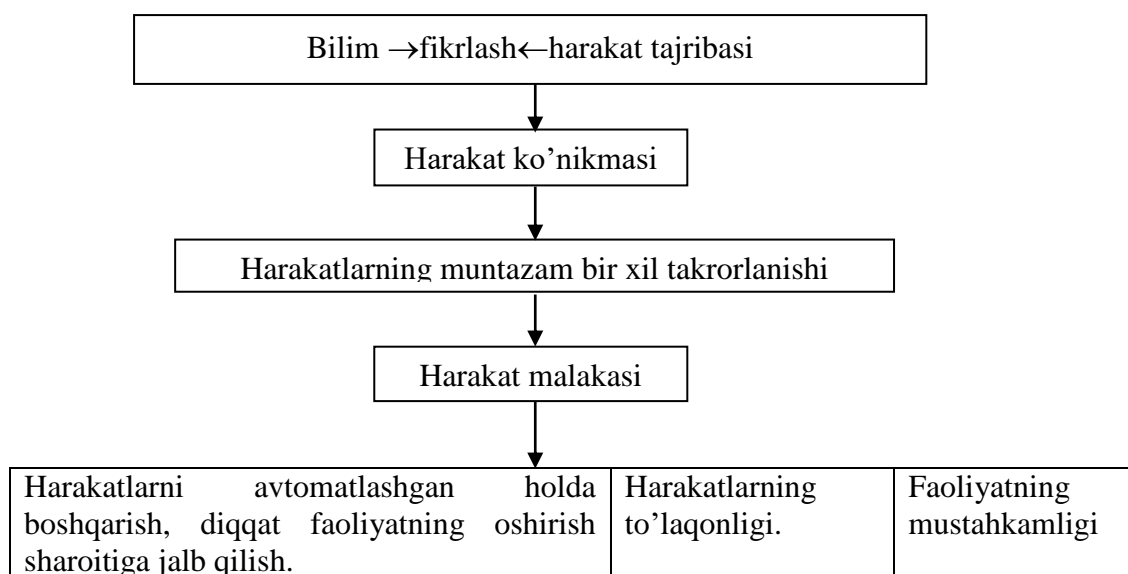 Bilim →fikrlash←harakat tajribasi
Harakat ko’nikmasi
Harakatlarning muntazam bir xil takrorlanishi
Harakat malakasi
Harakatlarni avtomatlashgan holda
boshqarish, diqqat faoliyatning oshirish
sharoitiga jalb qilish.
Harakatlarning
to’laqonligi.
Faoliyatning
mustahkamligi